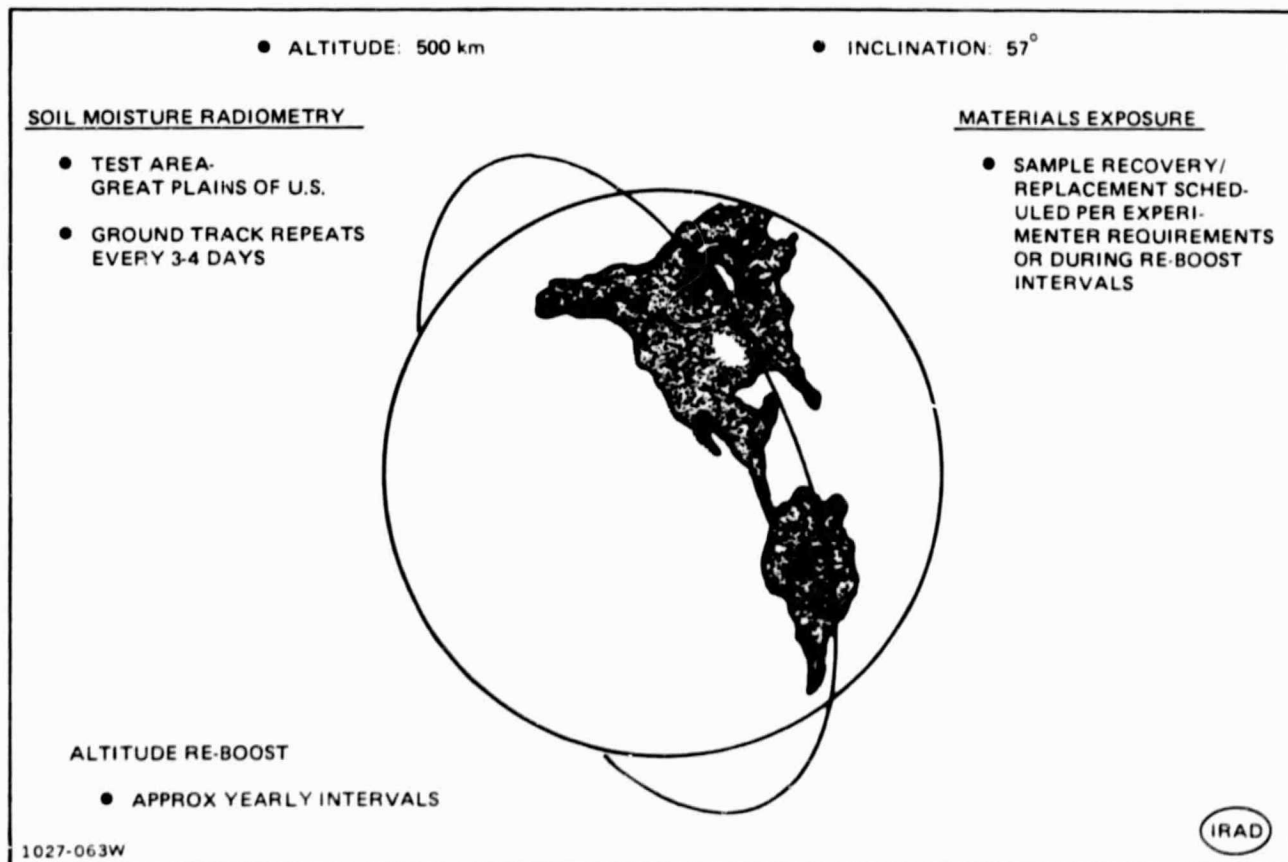 ● ALTITUDE: 500 km
● INCLINATION: 57°
SOIL MOISTURE RADIOMETRY
● TEST AREA-
GREAT PLAINS OF U.S.
● GROUND TRACK REPEATS
EVERY 3-4 DAYS
MATERIALS EXPOSURE
● SAMPLE RECOVERY/
REPLACEMENT SCHED-
ULED PER EXPERI-
MENTER REQUIREMENTS
OR DURING RE-BOOST
INTERVALS
ALTITUDE RE-BOOST
● APPROX YEARLY INTERVALS
1027-063W
IRAD